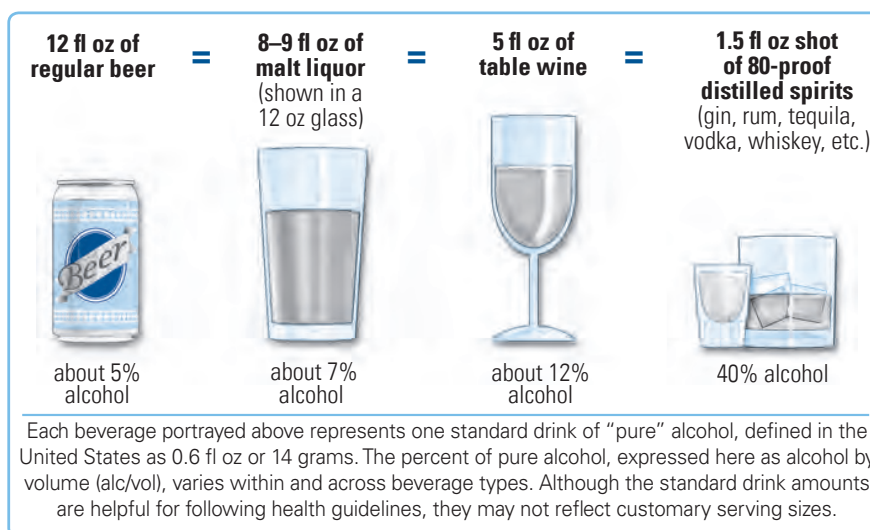 12 fl oz of
regular beer
=
8–9 fl oz of
malt liquor
(shown in a
12 oz glass)
=
5 fl oz of
table wine
=
1.5 fl oz shot
of 80-proof
distilled spirits
(gin, rum, tequila,
vodka, whiskey, etc.)
Beer
about 5%
alcohol
about 7%
alcohol
about 12%
alcohol
40% alcohol
Each beverage portrayed above represents one standard drink of “pure” alcohol, defined in the
United States as 0.6 fl oz or 14 grams. The percent of pure alcohol, expressed here as alcohol by
volume (alc/vol), varies within and across beverage types. Although the standard drink amounts
are helpful for following health guidelines, they may not reflect customary serving sizes.